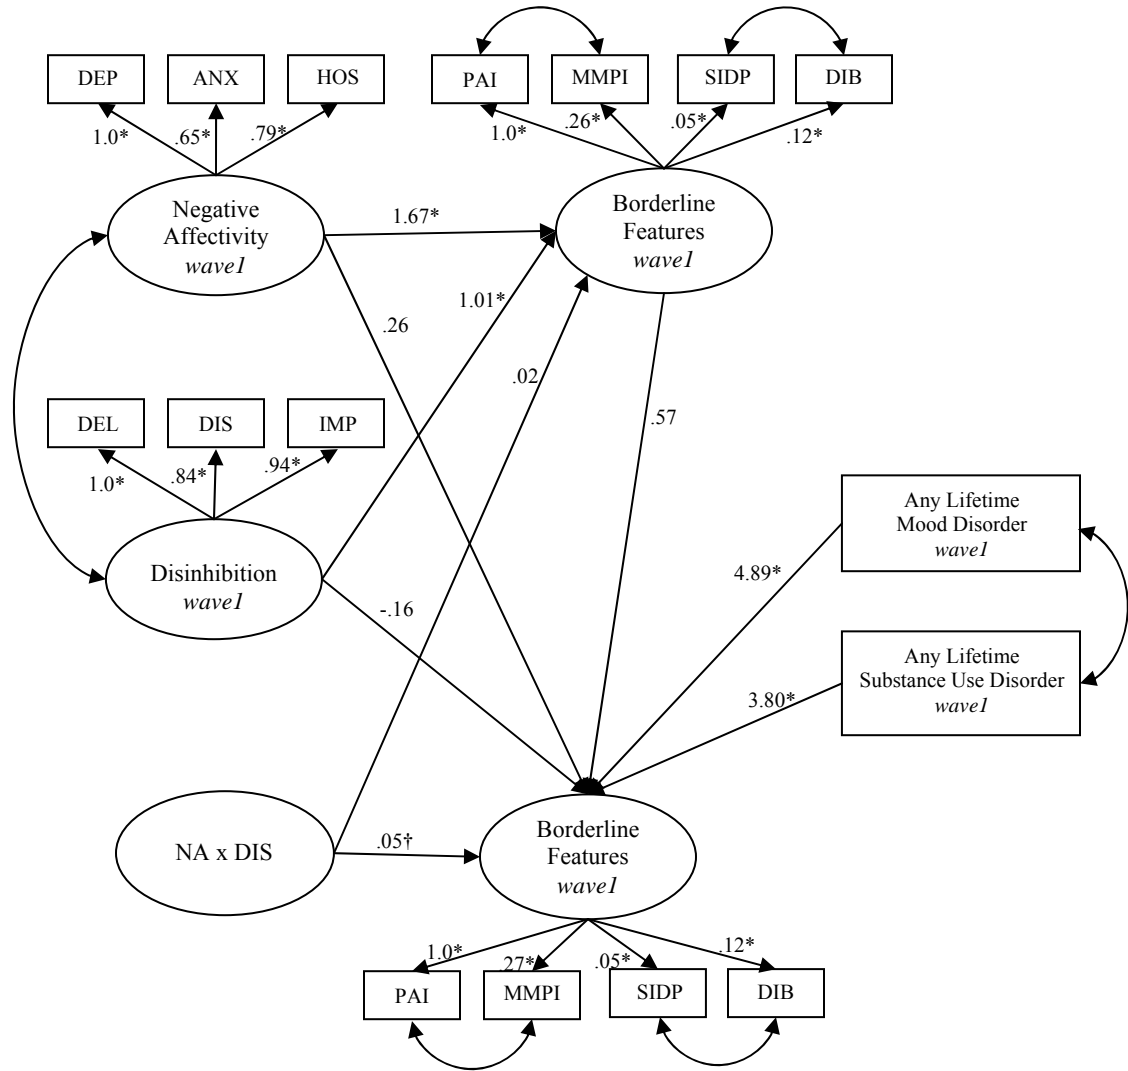 DEP
ANX
HOS
PAI
MMPI
SIDP
DIB
1.0*
.65*
.79*
1.0*
.26*
.05*
.12*
Negative
Affectivity
wave1
1.67*
Borderline
Features
wave1
1.01*
.26
.02
.57
DEL
DIS
IMP
1.0*
.84*
.94*
Disinhibition
wave1
-.16
Any Lifetime
Mood Disorder
wave1
4.89*
Any Lifetime
Substance Use Disorder
wave1
3.80*
NA x DIS
.05†
Borderline
Features
wave1
1.0*
.27*
.05*
.12*
PAI
MMPI
SIDP
DIB